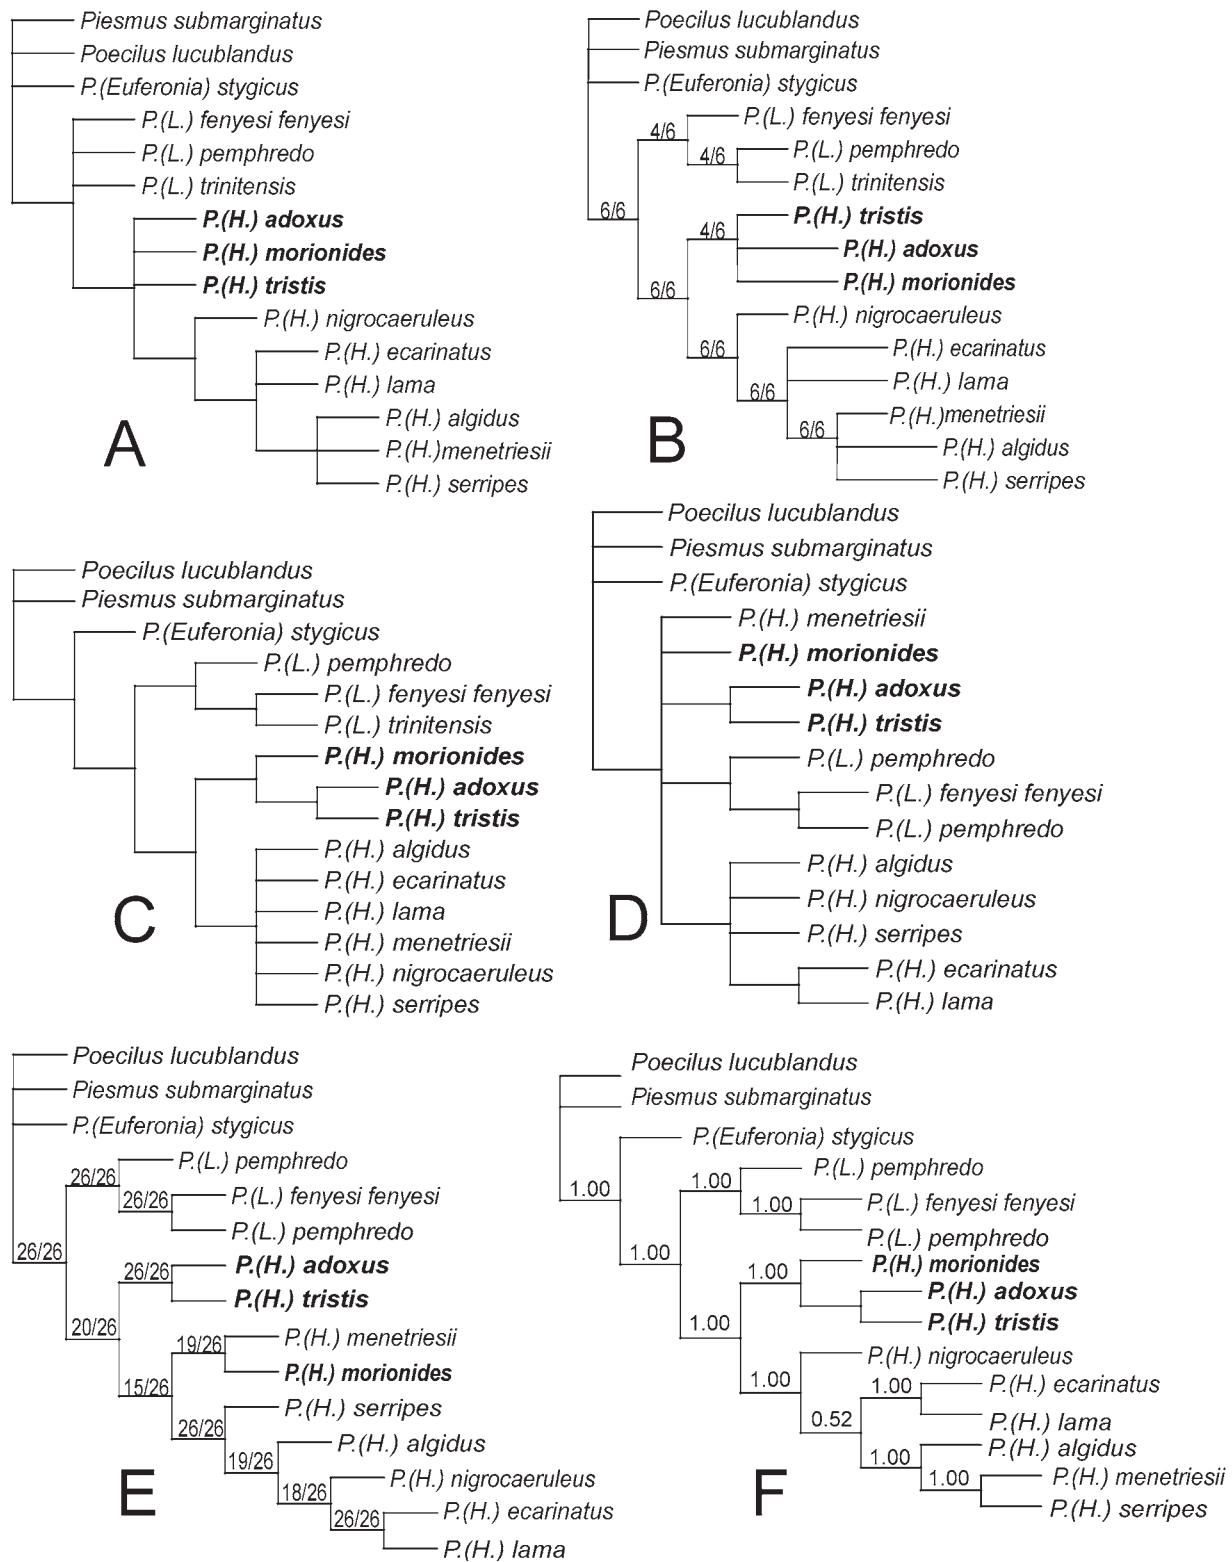 Piesmus submarginatus
Poecilus lucublandus
P.(Euferonia) stygicus
P.(L.) fenyesi fenyesi
P.(L.) pemphredo
P.(L.) trinitensis
P.(H.) adoxus
P.(H.) morionides
P.(H.) tristis
P.(H.) nigrocaeruleus
P.(H.) ecarinatus
P.(H.) lama
P.(H.) algidus
P.(H.)menetriesii
P.(H.) serripes
A
Poecilus lucublandus
Piesmus submarginatus
P.(Euferonia) stygicus
P.(L.) fenyesi fenyesi
4/6
P.(L.) pemphredo
4/6
P.(L.) trinitensis
6/6
P.(H.) tristis
4/6
P.(H.) adoxus
P.(H.) morionides
6/6
P.(H.) nigrocaeruleus
6/6
P.(H.) ecarinatus
P.(H.) lama
6/6
P.(H.)menetriesii
6/6
P.(H.) algidus
P.(H.) serripes
B
Poecilus lucublandus
Piesmus submarginatus
P.(Euferonia) stygicus
P.(L.) pemphredo
P.(L.) fenyesi fenyesi
P.(L.) trinitensis
P.(H.) morionides
P.(H.) adoxus
P.(H.) tristis
P.(H.) algidus
P.(H.) ecarinatus
P.(H.) lama
P.(H.) menetriesii
P.(H.) nigrocaeruleus
P.(H.) serripes
C
Poecilus lucublandus
Piesmus submarginatus
P.(Euferonia) stygicus
P.(H.) menetriesii
P.(H.) morionides
P.(H.) adoxus
P.(H.) tristis
P.(L.) pemphredo
P.(L.) fenyesi fenyesi
P.(L.) pemphredo
P.(H.) algidus
P.(H.) nigrocaeruleus
P.(H.) serripes
P.(H.) ecarinatus
P.(H.) lama
D
Poecilus lucublandus
Piesmus submarginatus
P.(Euferonia) stygicus
P.(L.) pemphredo
26/26
P.(L.) fenyesi fenyesi
26/26
P.(L.) pemphredo
26/26
P.(H.) adoxus
26/26
P.(H.) tristis
20/26
P.(H.) menetriesii
19/26
P.(H.) morionides
15/26
P.(H.) serripes
26/26
P.(H.) algidus
19/26
P.(H.) nigrocaeruleus
18/26
P.(H.) ecarinatus
26/26
P.(H.) lama
E
Poecilus lucublandus
Piesmus submarginatus
P.(Euferonia) stygicus
P.(L.) pemphredo
1.00
1.00
P.(L.) fenyesi fenyesi
1.00
P.(L.) pemphredo
1.00
P.(H.) morionides
1.00
P.(H.) adoxus
P.(H.) tristis
1.00
P.(H.) nigrocaeruleus
1.00
P.(H.) ecarinatus
1.00
P.(H.) lama
0.52
P.(H.) algidus
1.00
P.(H.) menetriesii
1.00
P.(H.) serripes
F